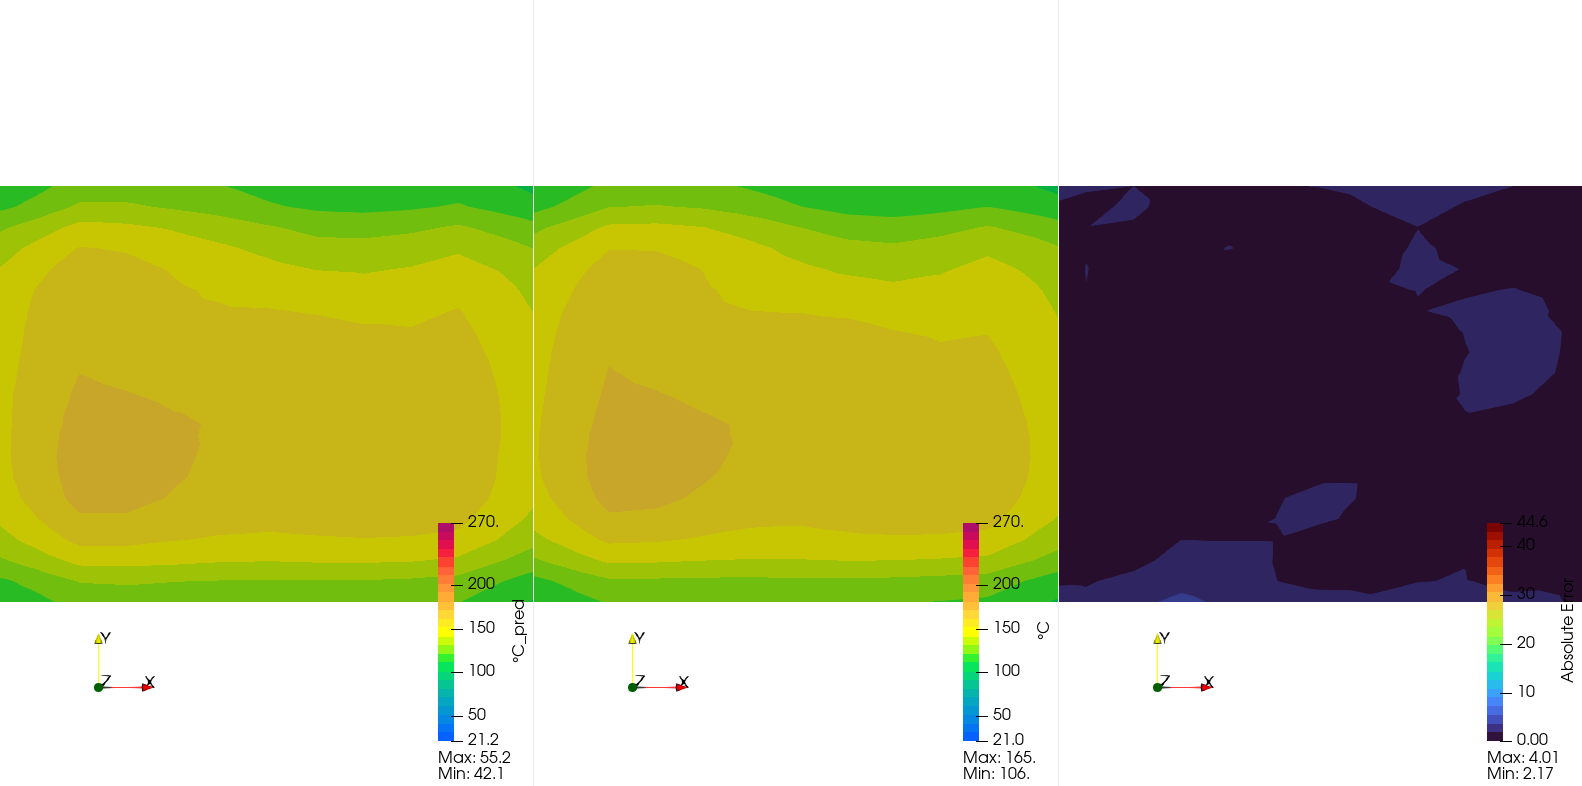 270.
200
150
100
50
21.2
°C_pred
Max: 55.2
Min: 42.1
Y
Z
X
270.
200
150
100
50
21.0
°C
Max: 165.
Min: 106.
Y
Z
X
44.6
40
30
20
10
0.00
Absolute Error
Max: 4.01
Min: 2.17
Y
Z
X